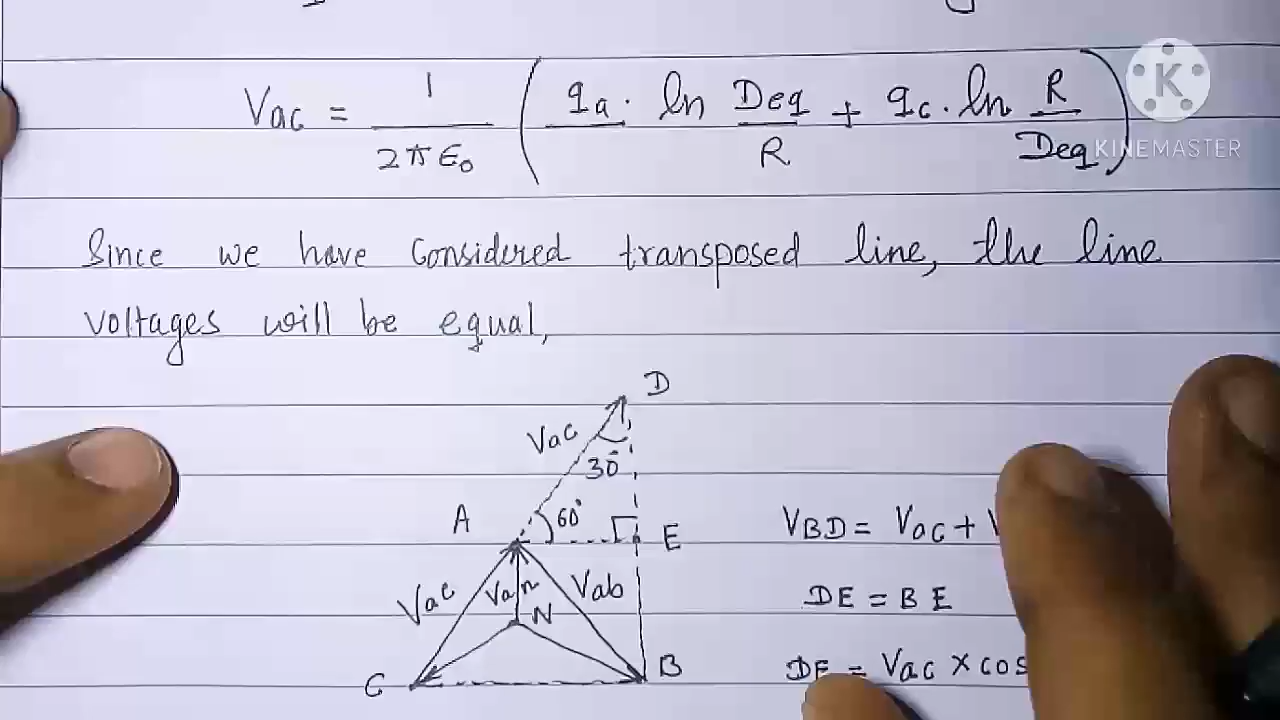 Vac = 1 / 2πϵ₀ ( qa · ln Deq / R + qc · ln R / Deq )
K
KINEMASTER
Since we have considered transposed line, the line
voltages will be equal,
D
Vac
30°
A
60°
E
VBD = Vac +
Vac
Van
Vab
N
DE = BE
C
B
DE = Vac × cos